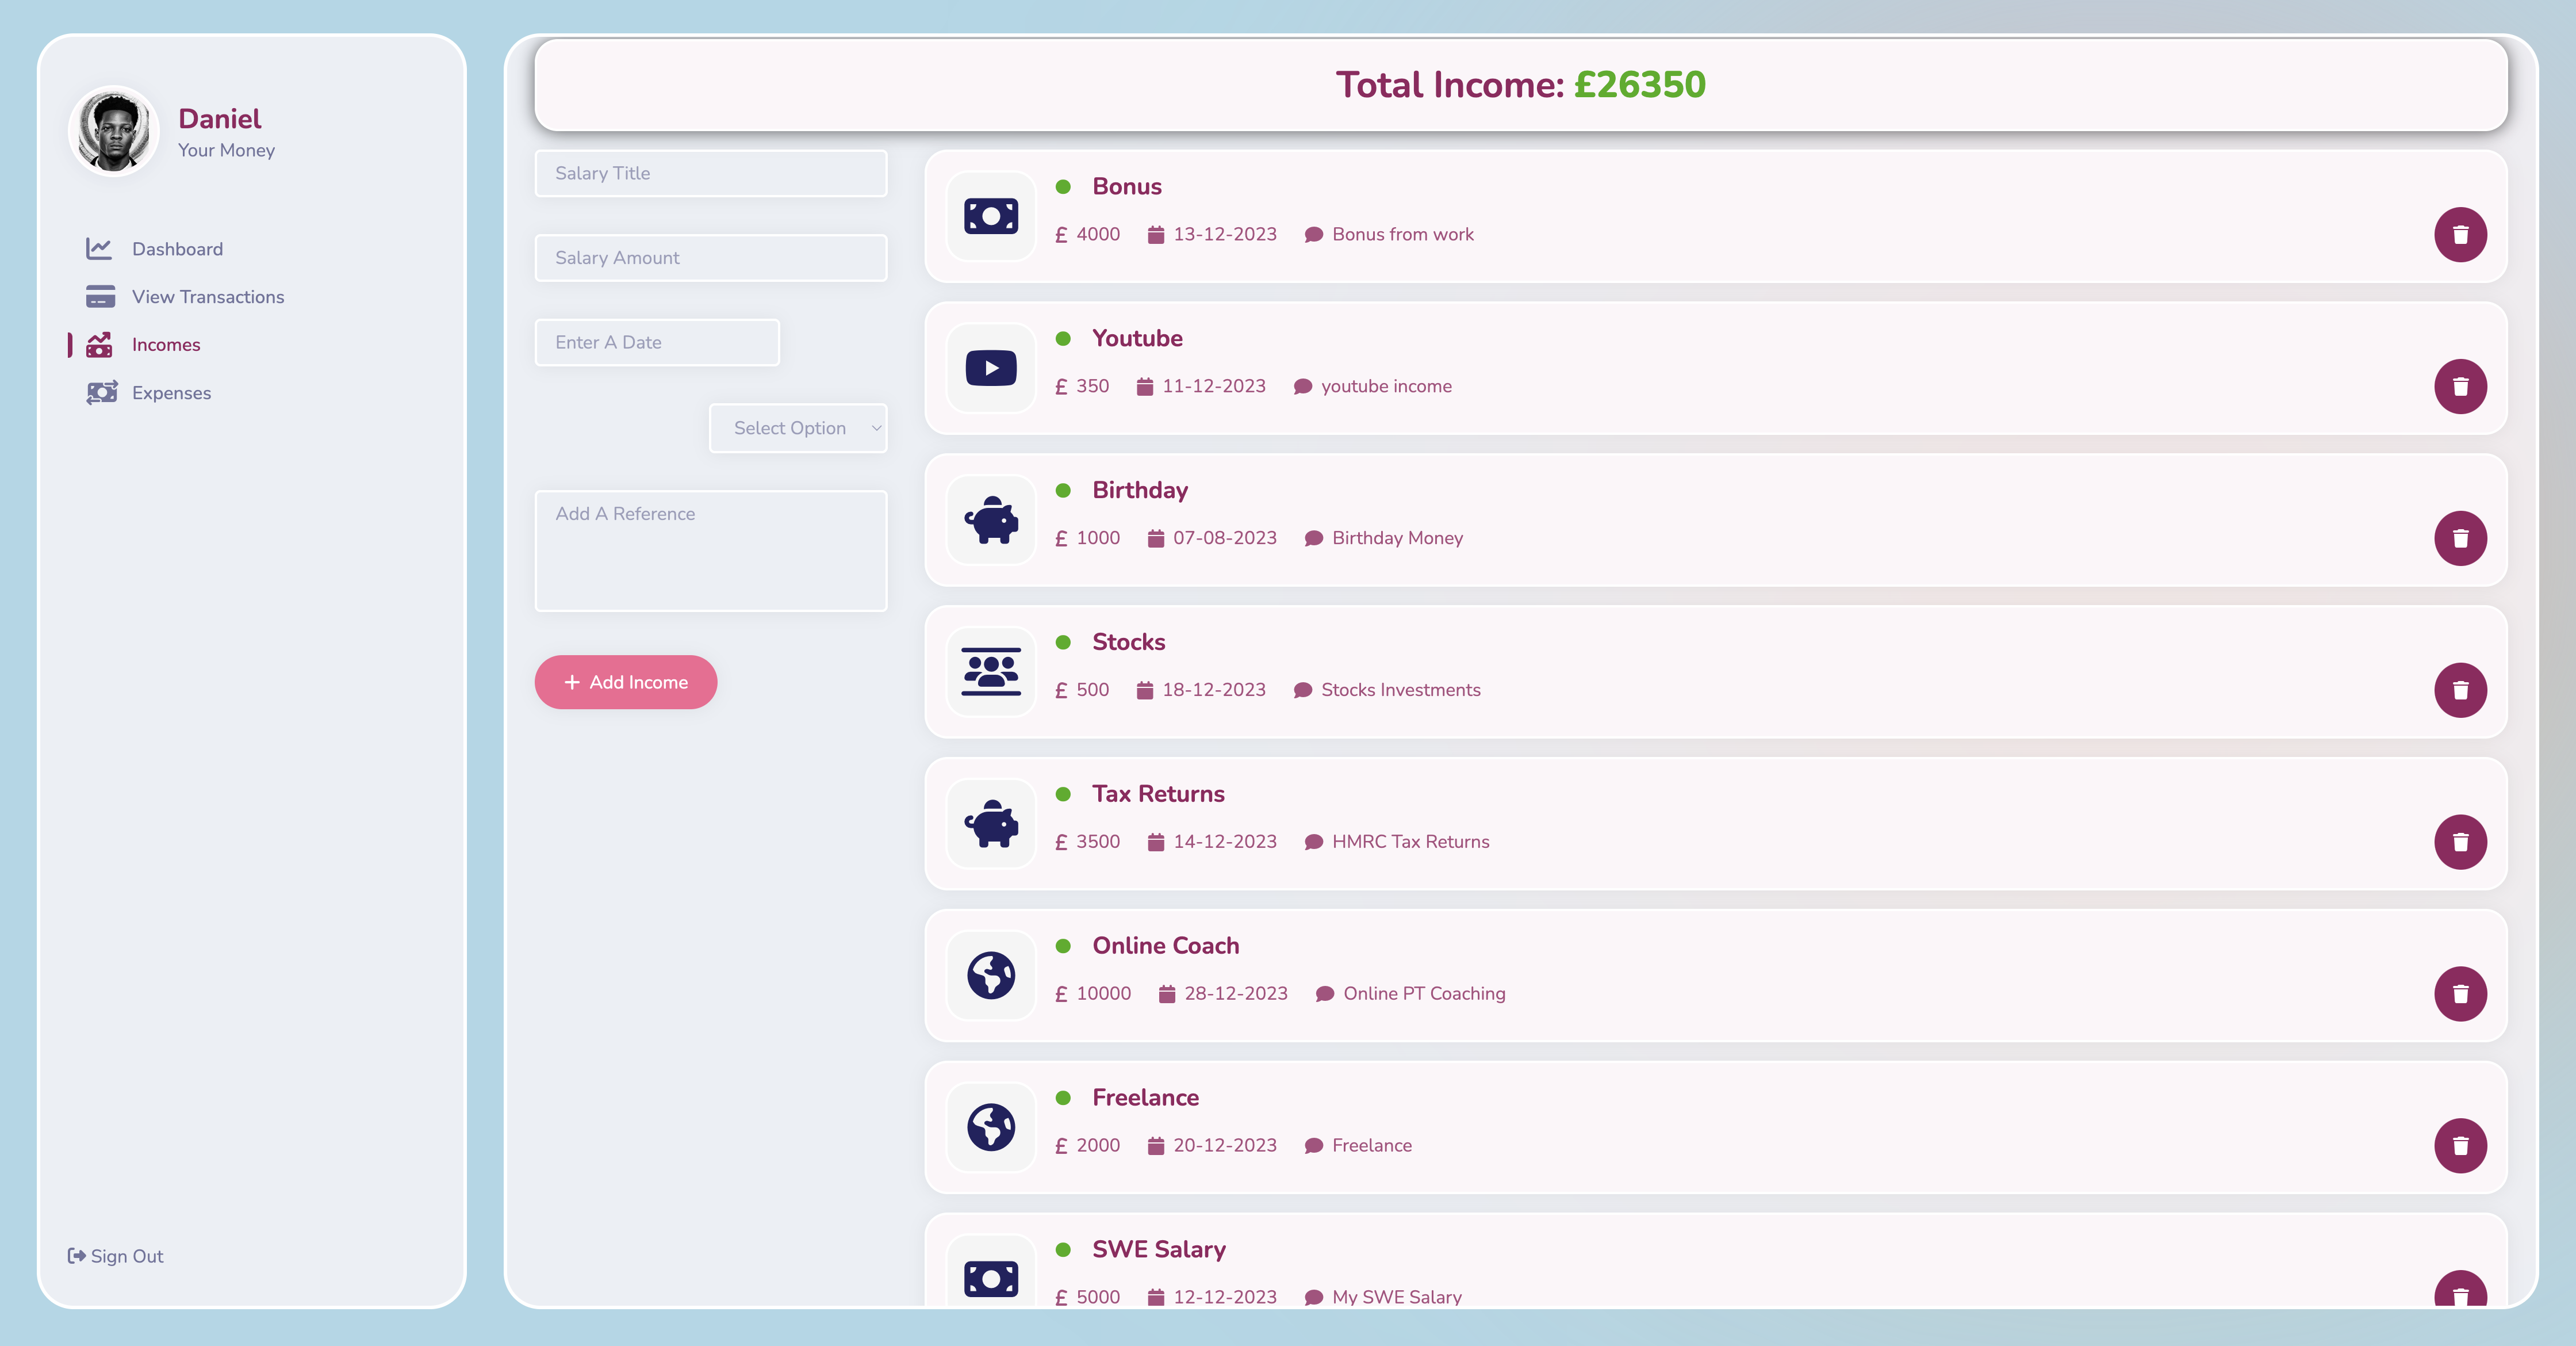 Daniel
Your Money
Dashboard
View Transactions
Incomes
Expenses
Sign Out
Total Income: £26350
Salary Title
Salary Amount
Enter A Date
Select Option
Add A Reference
+ Add Income
Bonus
£ 4000 13-12-2023 Bonus from work
Youtube
£ 350 11-12-2023 youtube income
Birthday
£ 1000 07-08-2023 Birthday Money
Stocks
£ 500 18-12-2023 Stocks Investments
Tax Returns
£ 3500 14-12-2023 HMRC Tax Returns
Online Coach
£ 10000 28-12-2023 Online PT Coaching
Freelance
£ 2000 20-12-2023 Freelance
SWE Salary
£ 5000 12-12-2023 My SWE Salary